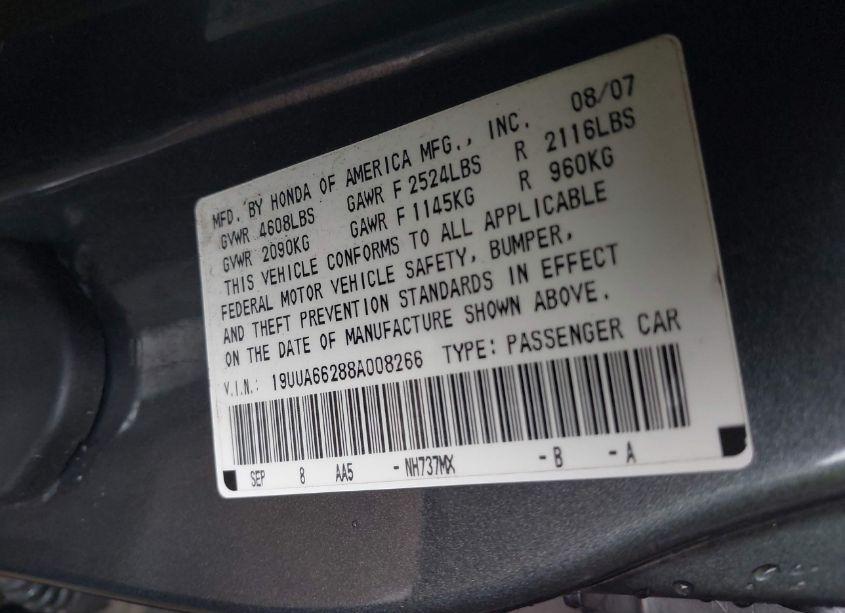 08/07
MFD. BY HONDA OF AMERICA MFG., INC.
GVWR 4608LBS GAWR F 2524LBS R 2116LBS
GVWR 2090KG GAWR F 1145KG R 960KG
THIS VEHICLE CONFORMS TO ALL APPLICABLE
FEDERAL MOTOR VEHICLE SAFETY, BUMPER,
AND THEFT PREVENTION STANDARDS IN EFFECT
ON THE DATE OF MANUFACTURE SHOWN ABOVE.
V.I.N.: 19UUA66288A008266 TYPE: PASSENGER CAR
SEP 8 AA5 -NH737MX -B -A